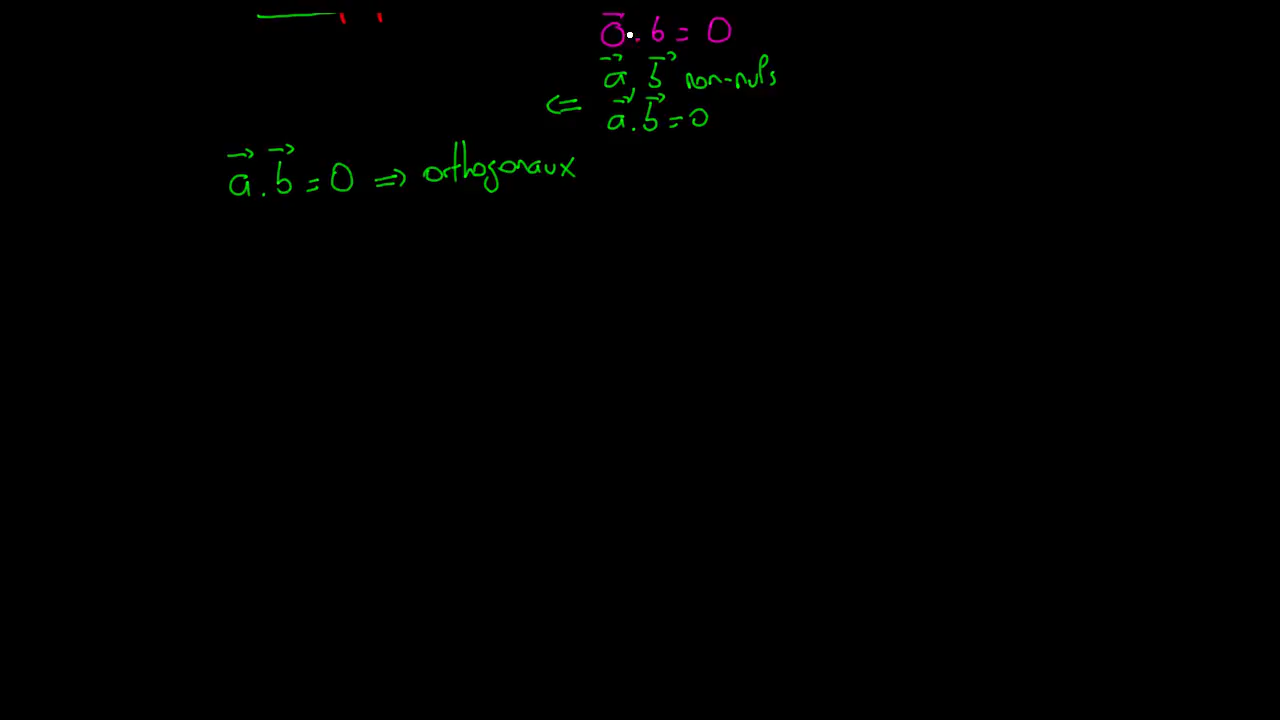 0⃗.b = 0
a⃗, b⃗ non-nuls
⇐ a⃗.b⃗ = 0
a⃗.b⃗ = 0 ⇒ orthogonaux